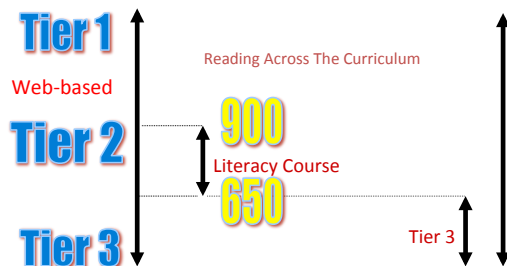 Tier 1
Reading Across The Curriculum
Web-based
900
Tier 2
Literacy Course
650
Tier 3
Tier 3